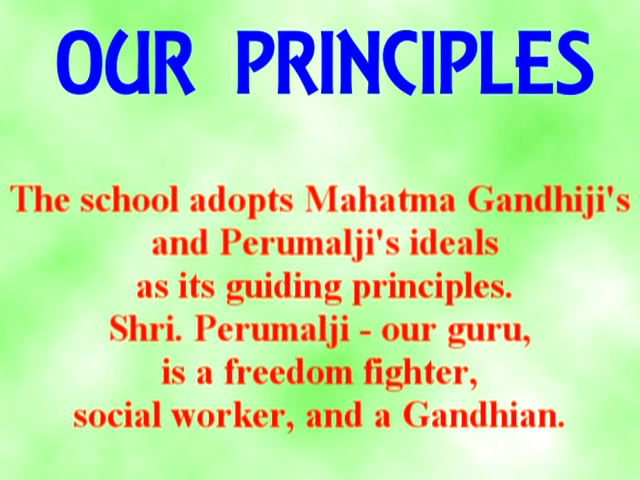 OUR PRINCIPLES
The school adopts Mahatma Gandhiji's
and Perumalji's ideals
as its guiding principles.
Shri. Perumalji - our guru,
is a freedom fighter,
social worker, and a Gandhian.